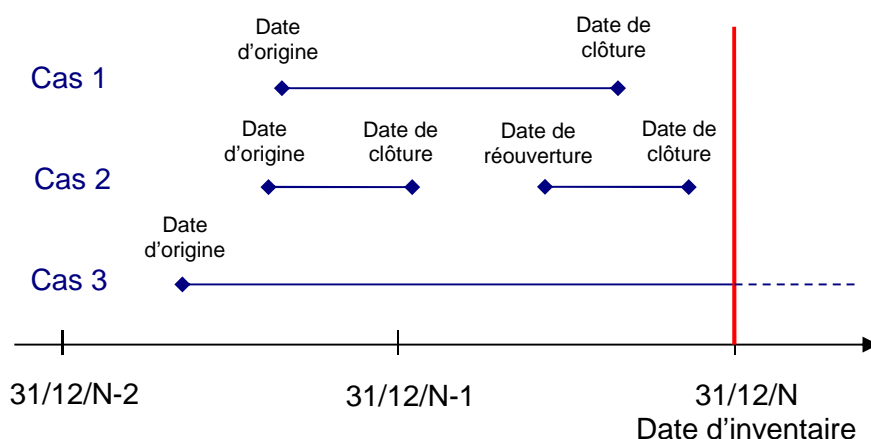 Date
d’origine
Date de
clôture
Cas 1
Date
d’origine
Date de
clôture
Date de
réouverture
Date de
clôture
Cas 2
Date
d’origine
Cas 3
31/12/N-2
31/12/N-1
31/12/N
Date d’inventaire